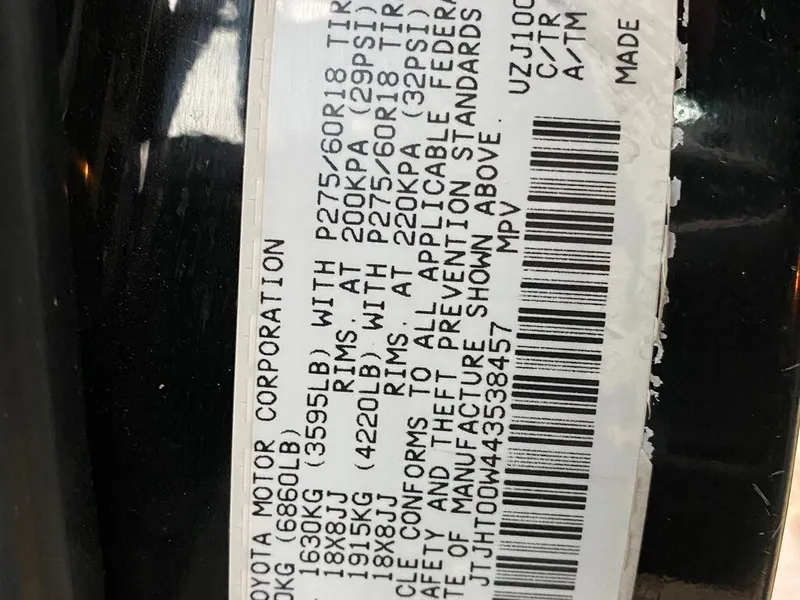 OYOTA MOTOR CORPORATION
0KG (6860LB)
1630KG (3595LB) WITH P275/60R18 TIR
18X8JJ RIMS, AT 200KPA (29PSI)
1915KG (4220LB) WITH P275/60R18 TIR
18X8JJ RIMS, AT 220KPA (32PSI)
CLE CONFORMS TO ALL APPLICABLE FEDERA
AFETY AND THEFT PREVENTION STANDARDS
TE OF MANUFACTURE SHOWN ABOVE.
JTJHT00W443538457 MPV
UZJ100
C/TR
A/TM
MADE